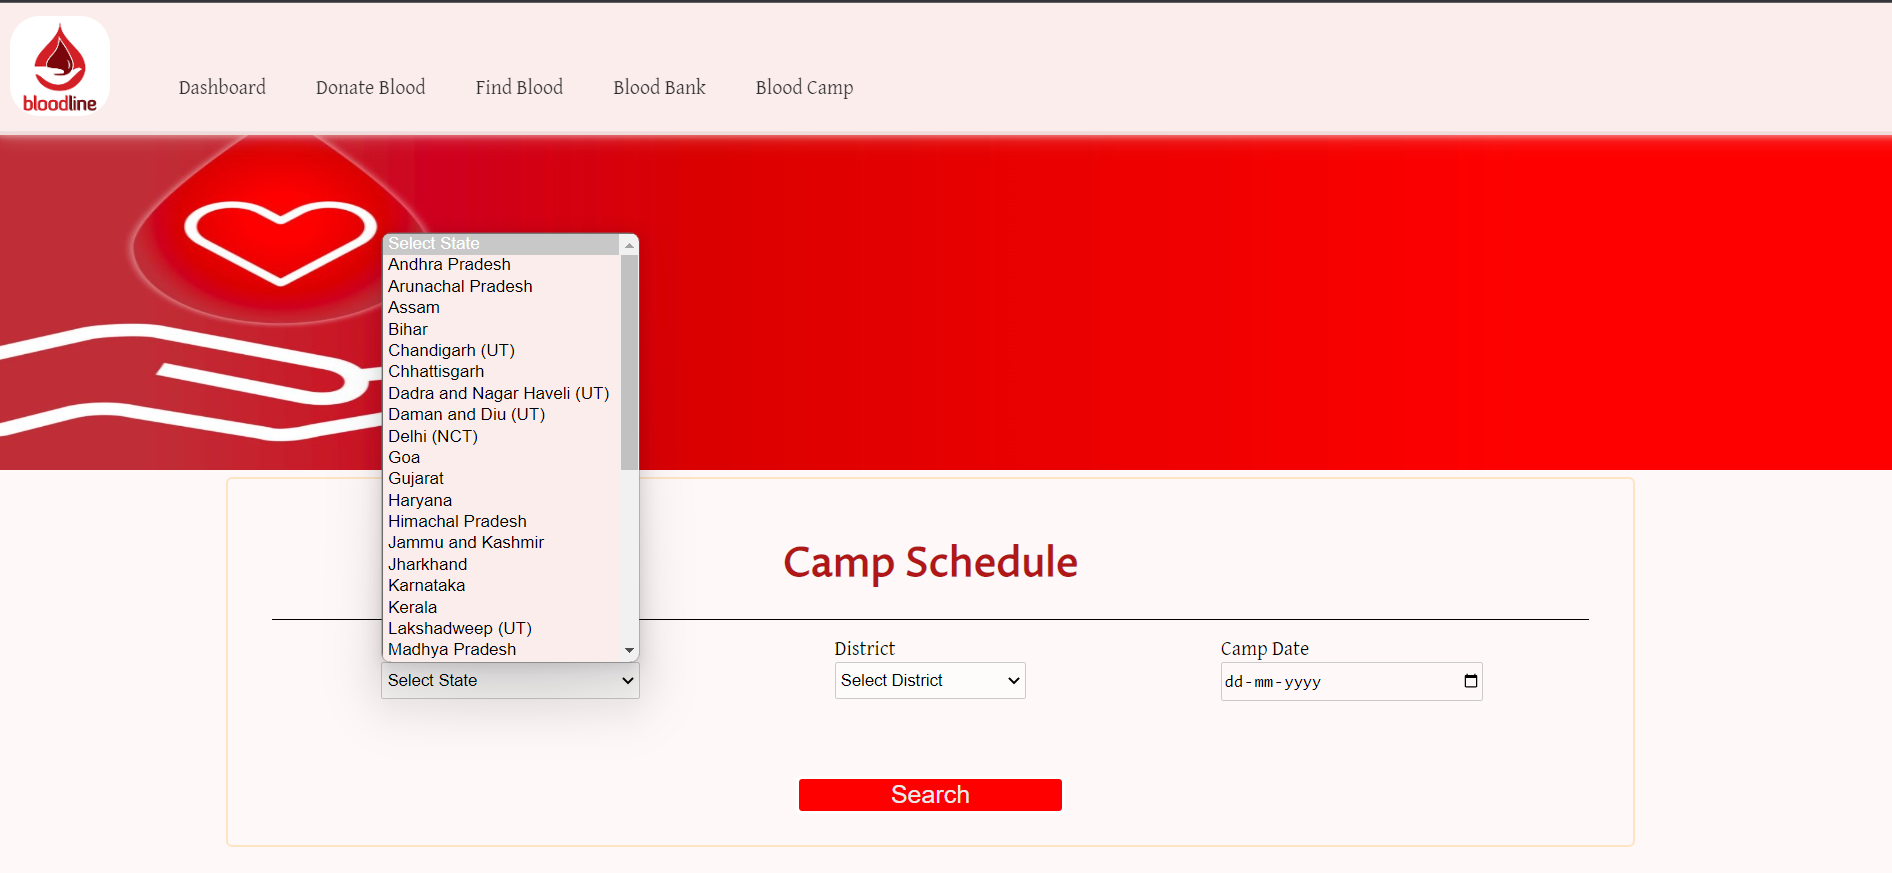 bloodline
Dashboard
Donate Blood
Find Blood
Blood Bank
Blood Camp
Select State
Andhra Pradesh
Arunachal Pradesh
Assam
Bihar
Chandigarh (UT)
Chhattisgarh
Dadra and Nagar Haveli (UT)
Daman and Diu (UT)
Delhi (NCT)
Goa
Gujarat
Haryana
Himachal Pradesh
Jammu and Kashmir
Jharkhand
Karnataka
Kerala
Lakshadweep (UT)
Madhya Pradesh
Camp Schedule
Select State
District
Select District
Camp Date
dd-mm-yyyy
Search